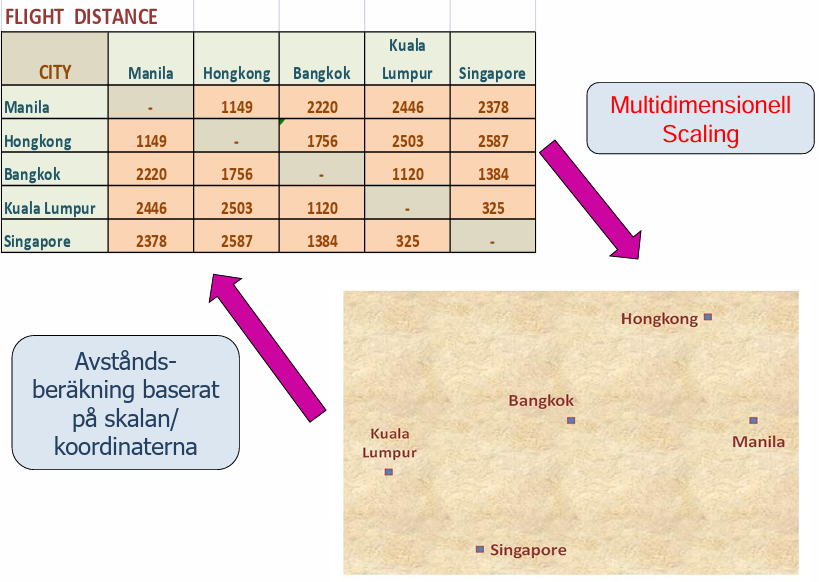 FLIGHT DISTANCE
CITY Manila Hongkong Bangkok Kuala Lumpur Singapore
Manila - 1149 2220 2446 2378
Hongkong 1149 - 1756 2503 2587
Bangkok 2220 1756 - 1120 1384
Kuala Lumpur 2446 2503 1120 - 325
Singapore 2378 2587 1384 325 -
Multidimensionell
Scaling
Avstånds-
beräkning baserat
på skalan/
koordinaterna
Hongkong
Bangkok
Kuala
Lumpur
Manila
Singapore